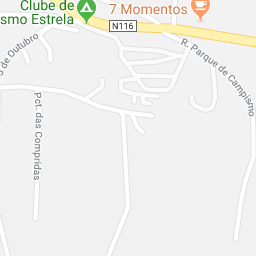 Clube de
smo Estrela
7 Momentos
N116
R. Parque de Campismo
o de Outubro
Pct. das Compridas